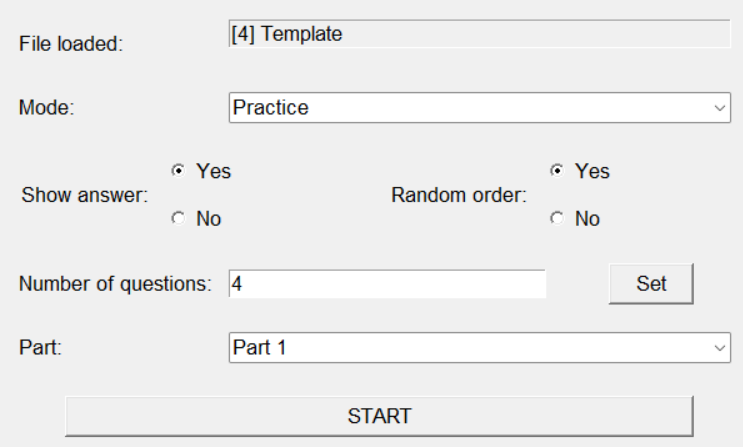 File loaded: [4] Template
Mode: Practice
Yes Yes
Show answer: Random order:
No No
Number of questions: 4 Set
Part: Part 1
START